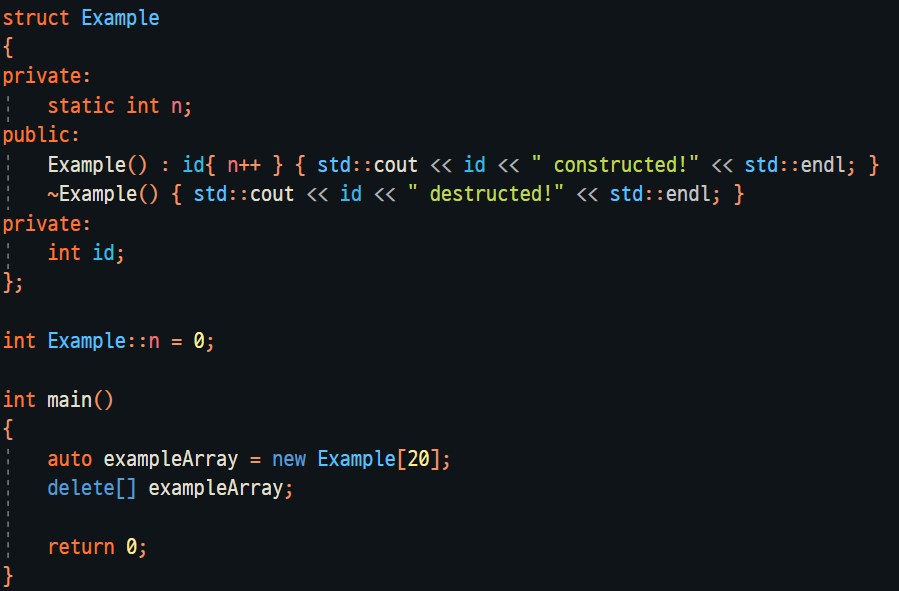 struct Example
{
private:
    static int n;
public:
    Example() : id{ n++ } { std::cout << id << " constructed!" << std::endl; }
    ~Example() { std::cout << id << " destructed!" << std::endl; }
private:
    int id;
};

int Example::n = 0;

int main()
{
    auto exampleArray = new Example[20];
    delete[] exampleArray;

    return 0;
}